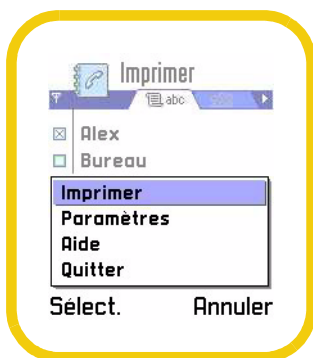 Imprimer
abc
Alex
Bureau
Imprimer
Paramètres
Aide
Quitter
Sélect. Annuler